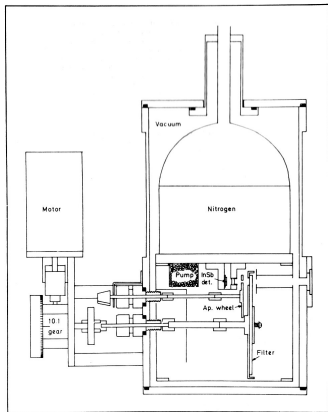 Vacuum
Motor
Nitrogen
Pump
InSb
det.
Ap. wheel
10:1
gear
Filter